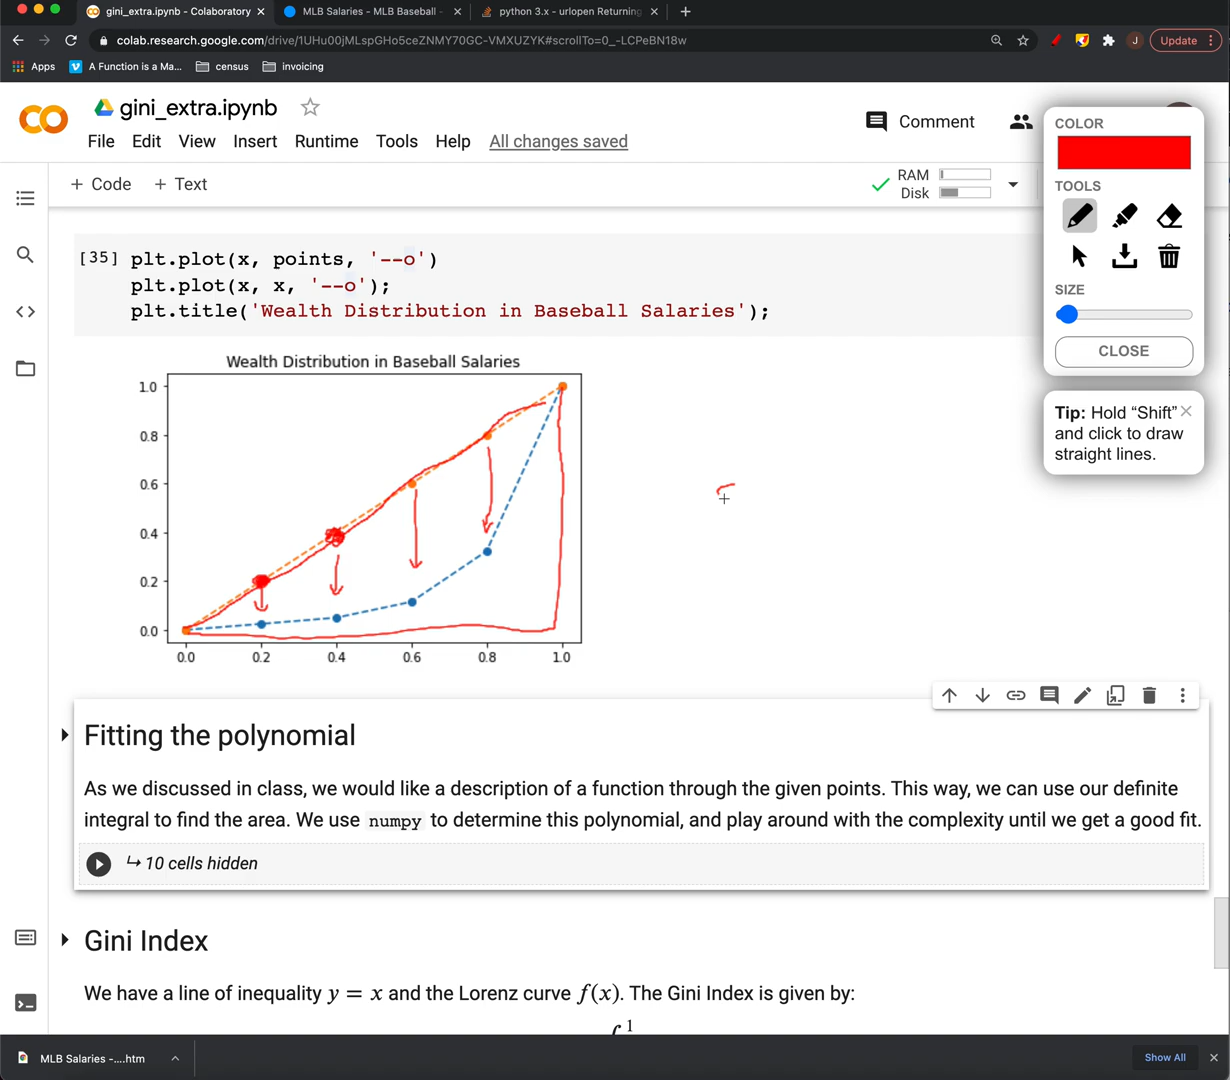 gini_extra.ipynb - Colaboratory
MLB Salaries - MLB Baseball
python 3.x - urlopen Returning
colab.research.google.com/drive/1UHu00jMLspGHo5ceZNMY70GC-VMXUZYK#scrollTo=0_-LCPeBN18w
J
Update
Apps
A Function is a Ma...
census
invoicing
gini_extra.ipynb
File Edit View Insert Runtime Tools Help All changes saved
Comment
+ Code + Text
RAM
Disk
COLOR
TOOLS
SIZE
CLOSE
Tip: Hold “Shift”
and click to draw
straight lines.
[35] plt.plot(x, points, '--o')
plt.plot(x, x, '--o');
plt.title('Wealth Distribution in Baseball Salaries');
Wealth Distribution in Baseball Salaries
1.0
0.8
0.6
0.4
0.2
0.0
0.0 0.2 0.4 0.6 0.8 1.0
Fitting the polynomial
As we discussed in class, we would like a description of a function through the given points. This way, we can use our definite
integral to find the area. We use numpy to determine this polynomial, and play around with the complexity until we get a good fit.
10 cells hidden
Gini Index
We have a line of inequality y = x and the Lorenz curve f(x). The Gini Index is given by:
∫ 1
MLB Salaries -....htm
Show All